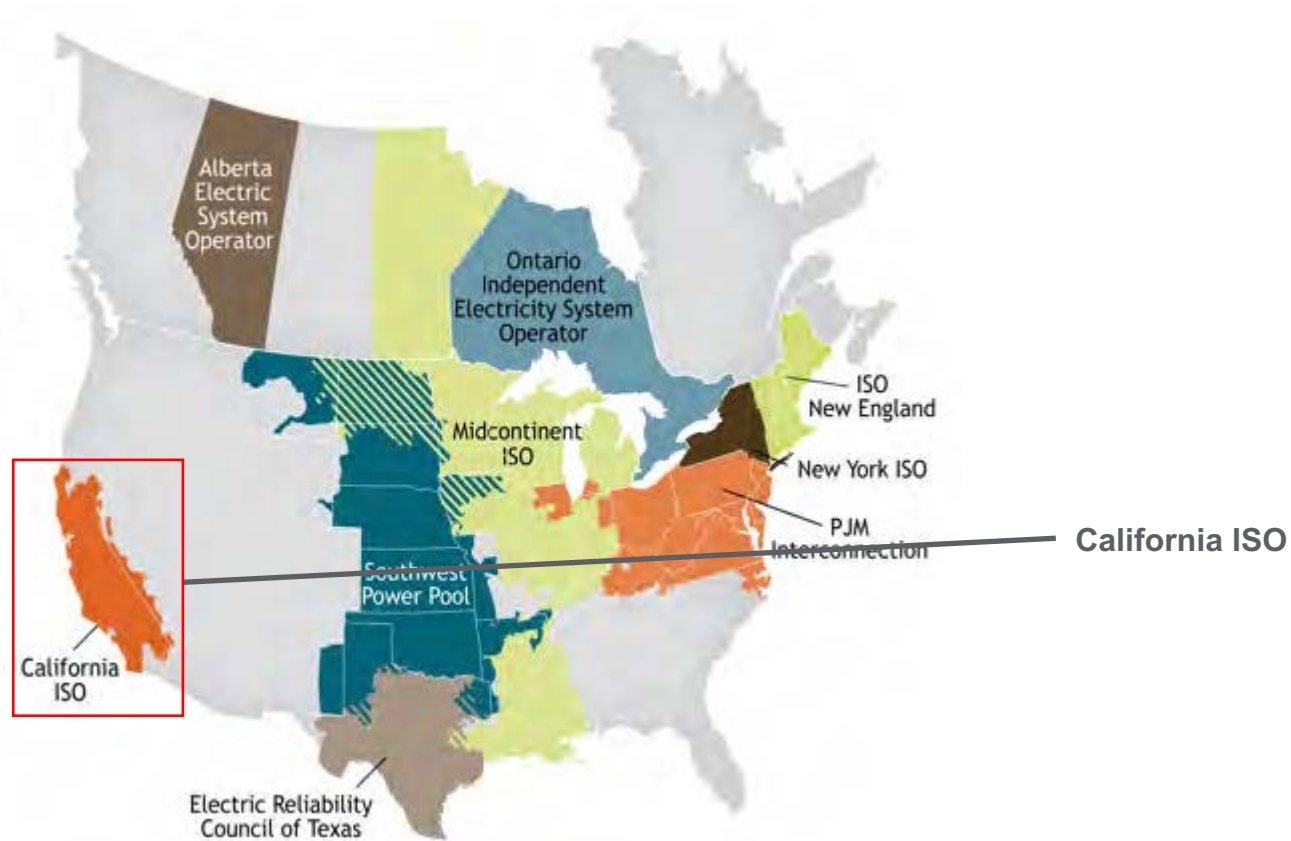 Alberta
Electric
System
Operator
Ontario
Independent
Electricity System
Operator
ISO
New England
Midcontinent
ISO
New York ISO
PJM
Interconnection
California ISO
Southwest
Power Pool
California
ISO
Electric Reliability
Council of Texas